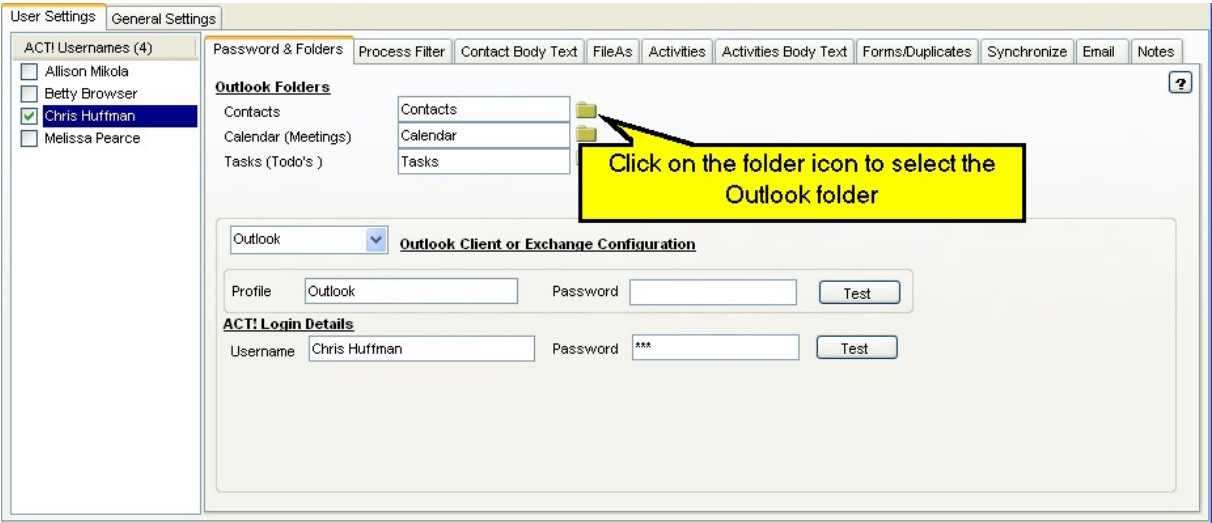 User Settings General Settings
ACT! Usernames (4)
Allison Mikola
Betty Browser
Chris Huffman
Melissa Pearce
Password & Folders Process Filter Contact Body Text FileAs Activities Activities Body Text Forms/Duplicates Synchronize Email Notes
?
Outlook Folders
Contacts Contacts
Calendar (Meetings) Calendar
Tasks (Todo's ) Tasks
Click on the folder icon to select the
Outlook folder
Outlook Outlook Client or Exchange Configuration
Profile Outlook Password Test
ACT! Login Details
Username Chris Huffman Password *** Test